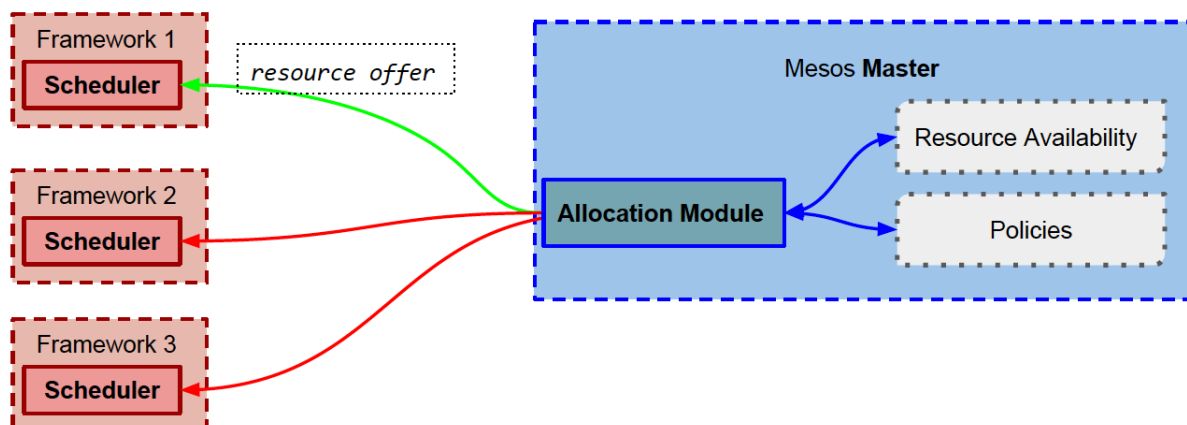 Framework 1
Scheduler
resource offer
Mesos Master
Resource Availability
Framework 2
Scheduler
Allocation Module
Policies
Framework 3
Scheduler